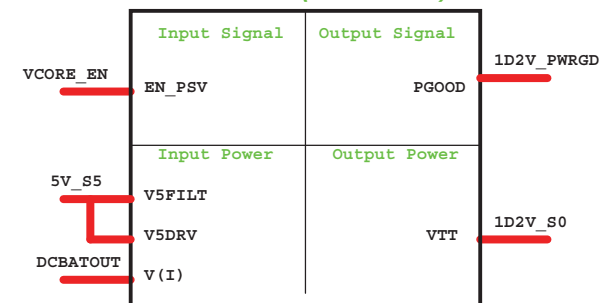 Input Signal Output Signal
1D2V_PWRGD
VCORE_EN
EN_PSV
PGOOD
Input Power Output Power
5V_S5
V5FILT
1D2V_S0
V5DRV
VTT
DCBATOUT
V(I)